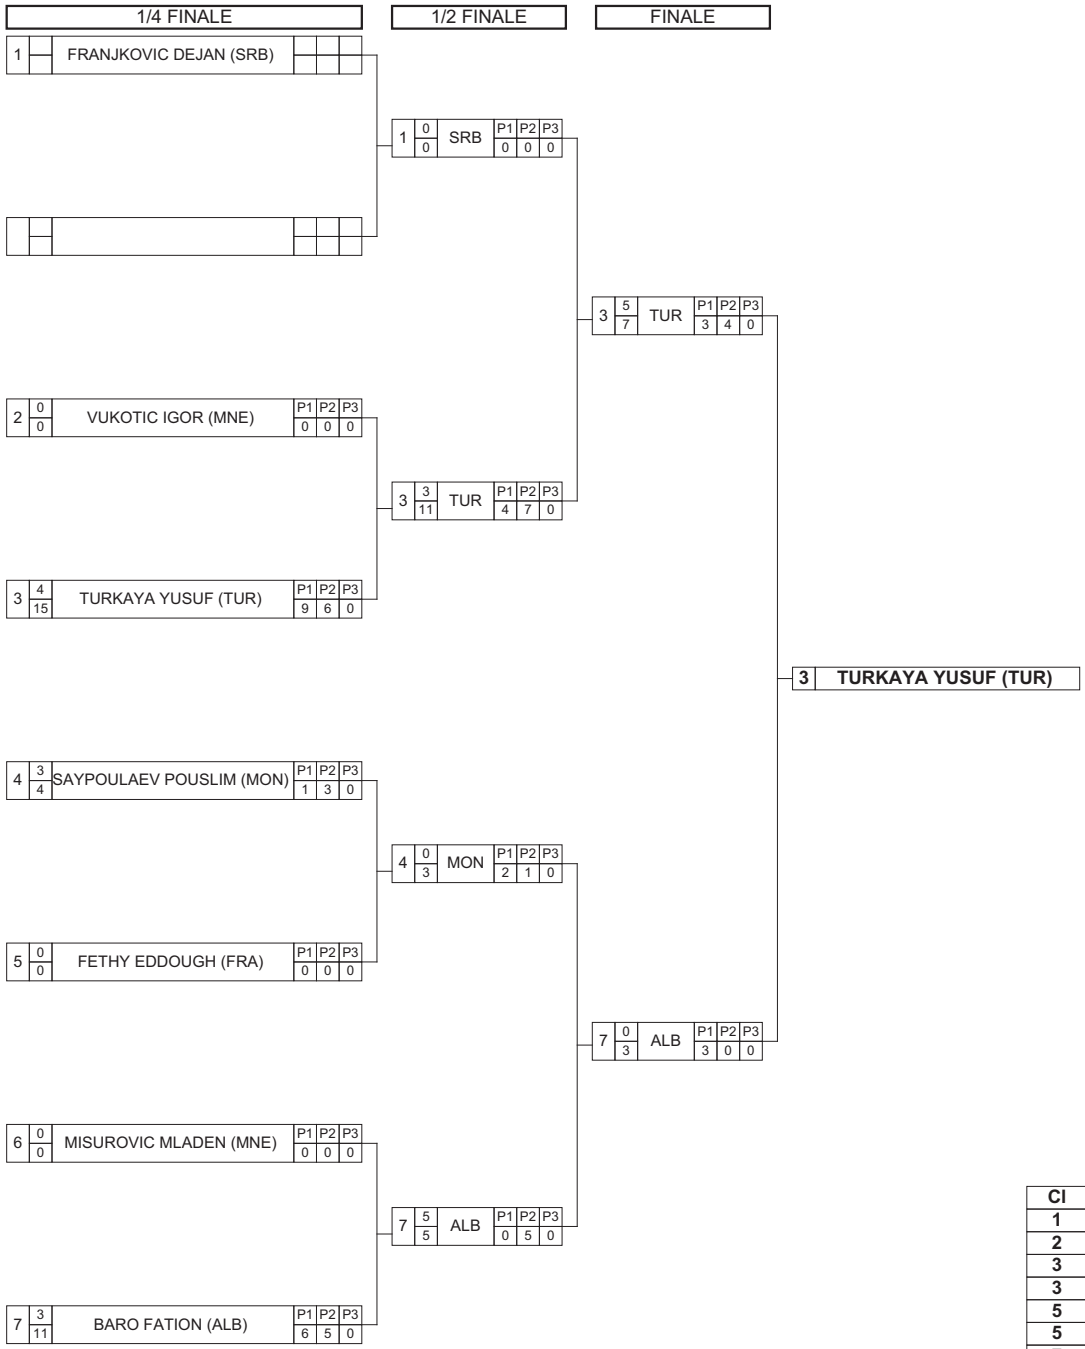 1/4 FINALE 1/2 FINALE FINALE
1 FRANJKOVIC DEJAN (SRB)
1 0 SRB P1 P2 P3
0 0 0 0
3 5 TUR P1 P2 P3
7 3 4 0
2 0 VUKOTIC IGOR (MNE) P1 P2 P3
0 0 0 0
3 3 TUR P1 P2 P3
11 4 7 0
3 4 TURKAYA YUSUF (TUR) P1 P2 P3
15 9 6 0
3 TURKAYA YUSUF (TUR)
4 3 SAYPOULAEV POUSLIM (MON) P1 P2 P3
4 1 3 0
4 0 MON P1 P2 P3
3 2 1 0
5 0 FETHY EDDOUGH (FRA) P1 P2 P3
0 0 0 0
7 0 ALB P1 P2 P3
3 3 0 0
6 0 MISUROVIC MLADEN (MNE) P1 P2 P3
0 0 0 0
7 5 ALB P1 P2 P3
5 0 5 0
7 3 BARO FATION (ALB) P1 P2 P3
11 6 5 0
Cl
1
2
3
3
5
5